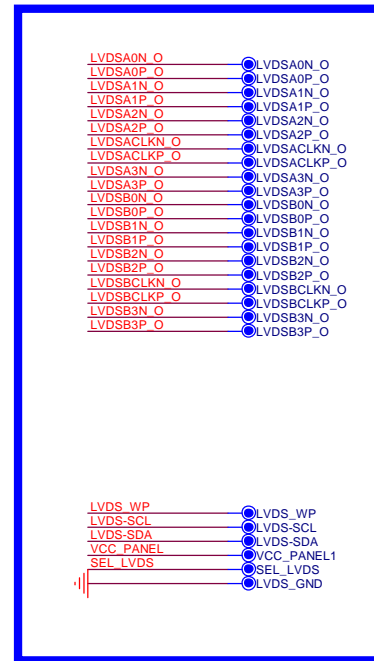 LVDSA0N_O LVDSA0N_O
LVDSA0P_O LVDSA0P_O
LVDSA1N_O LVDSA1N_O
LVDSA1P_O LVDSA1P_O
LVDSA2N_O LVDSA2N_O
LVDSA2P_O LVDSA2P_O
LVDSACLKN_O LVDSACLKN_O
LVDSACLKP_O LVDSACLKP_O
LVDSA3N_O LVDSA3N_O
LVDSA3P_O LVDSA3P_O
LVDSB0N_O LVDSB0N_O
LVDSB0P_O LVDSB0P_O
LVDSB1N_O LVDSB1N_O
LVDSB1P_O LVDSB1P_O
LVDSB2N_O LVDSB2N_O
LVDSB2P_O LVDSB2P_O
LVDSBCLKN_O LVDSBCLKN_O
LVDSBCLKP_O LVDSBCLKP_O
LVDSB3N_O LVDSB3N_O
LVDSB3P_O LVDSB3P_O
LVDS_WP LVDS_WP
LVDS-SCL LVDS-SCL
LVDS-SDA LVDS-SDA
VCC_PANEL VCC_PANEL1
SEL_LVDS SEL_LVDS
LVDS_GND